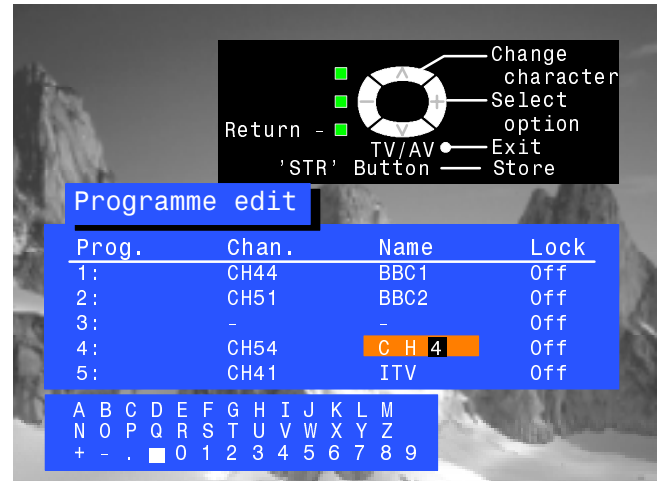 Change
character
Select
option
Return -
TV/AV Exit
'STR' Button Store
Programme edit
Prog. Chan. Name Lock
1: CH44 BBC1 Off
2: CH51 BBC2 Off
3: - - Off
4: CH54 C H 4 Off
5: CH41 ITV Off
A B C D E F G H I J K L M
N O P Q R S T U V W X Y Z
+ - . 0 1 2 3 4 5 6 7 8 9